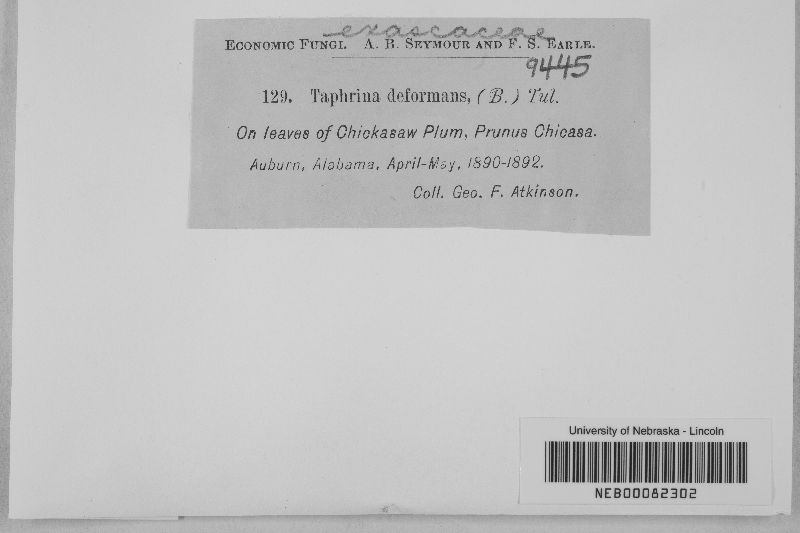 exascaceae
ECONOMIC FUNGI. A. B. SEYMOUR AND F. S. EARLE.
9445
129. Taphrina deformans, (B.) Tul.
On leaves of Chickasaw Plum, Prunus Chicasa.
Auburn, Alabama, April-May, 1890-1892.
Coll. Geo. F. Atkinson.
University of Nebraska - Lincoln
NEB00082302